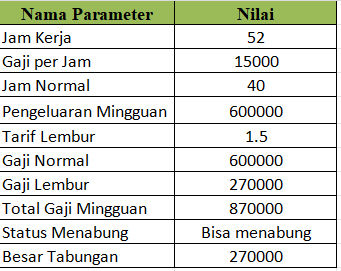 Nama Parameter Nilai
Jam Kerja 52
Gaji per Jam 15000
Jam Normal 40
Pengeluaran Mingguan 600000
Tarif Lembur 1.5
Gaji Normal 600000
Gaji Lembur 270000
Total Gaji Mingguan 870000
Status Menabung Bisa menabung
Besar Tabungan 270000